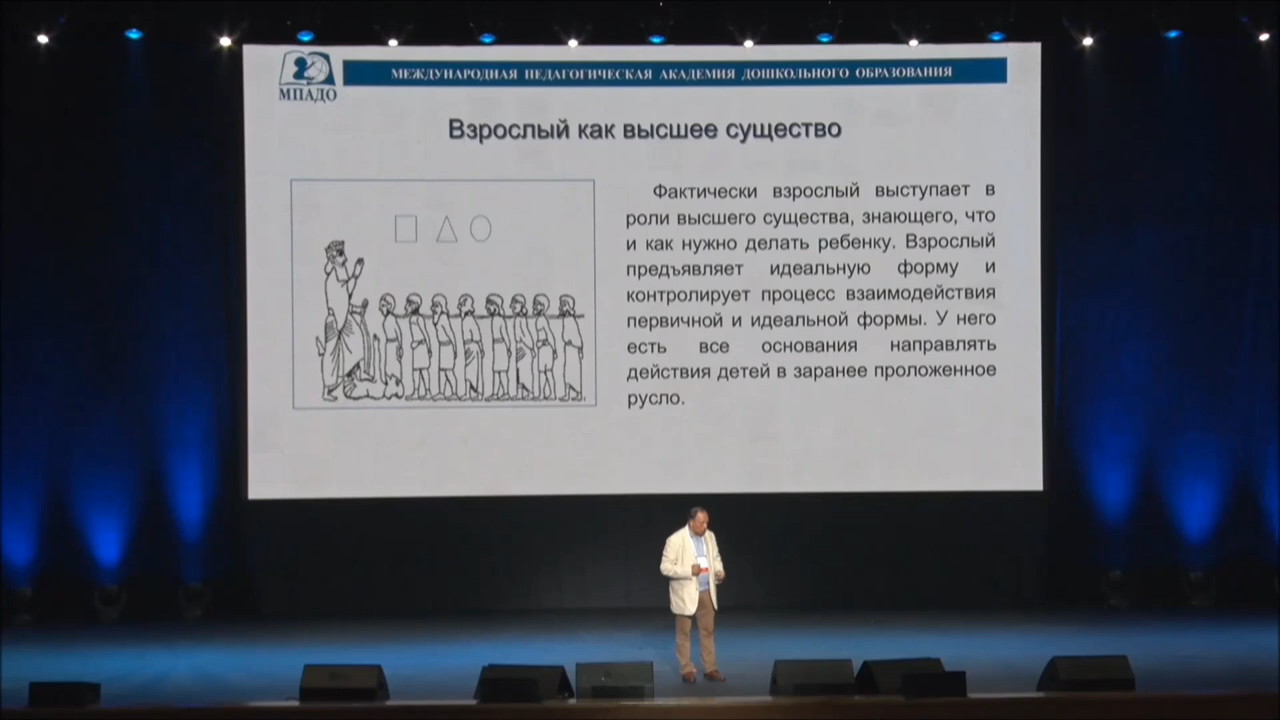 МЕЖДУНАРОДНАЯ ПЕДАГОГИЧЕСКАЯ АКАДЕМИЯ ДОШКОЛЬНОГО ОБРАЗОВАНИЯ
МПАДО
Взрослый как высшее существо
Фактически взрослый выступает в
роли высшего существа, знающего, что
и как нужно делать ребенку. Взрослый
предъявляет идеальную форму и
контролирует процесс взаимодействия
первичной и идеальной формы. У него
есть все основания направлять
действия детей в заранее проложенное
русло.